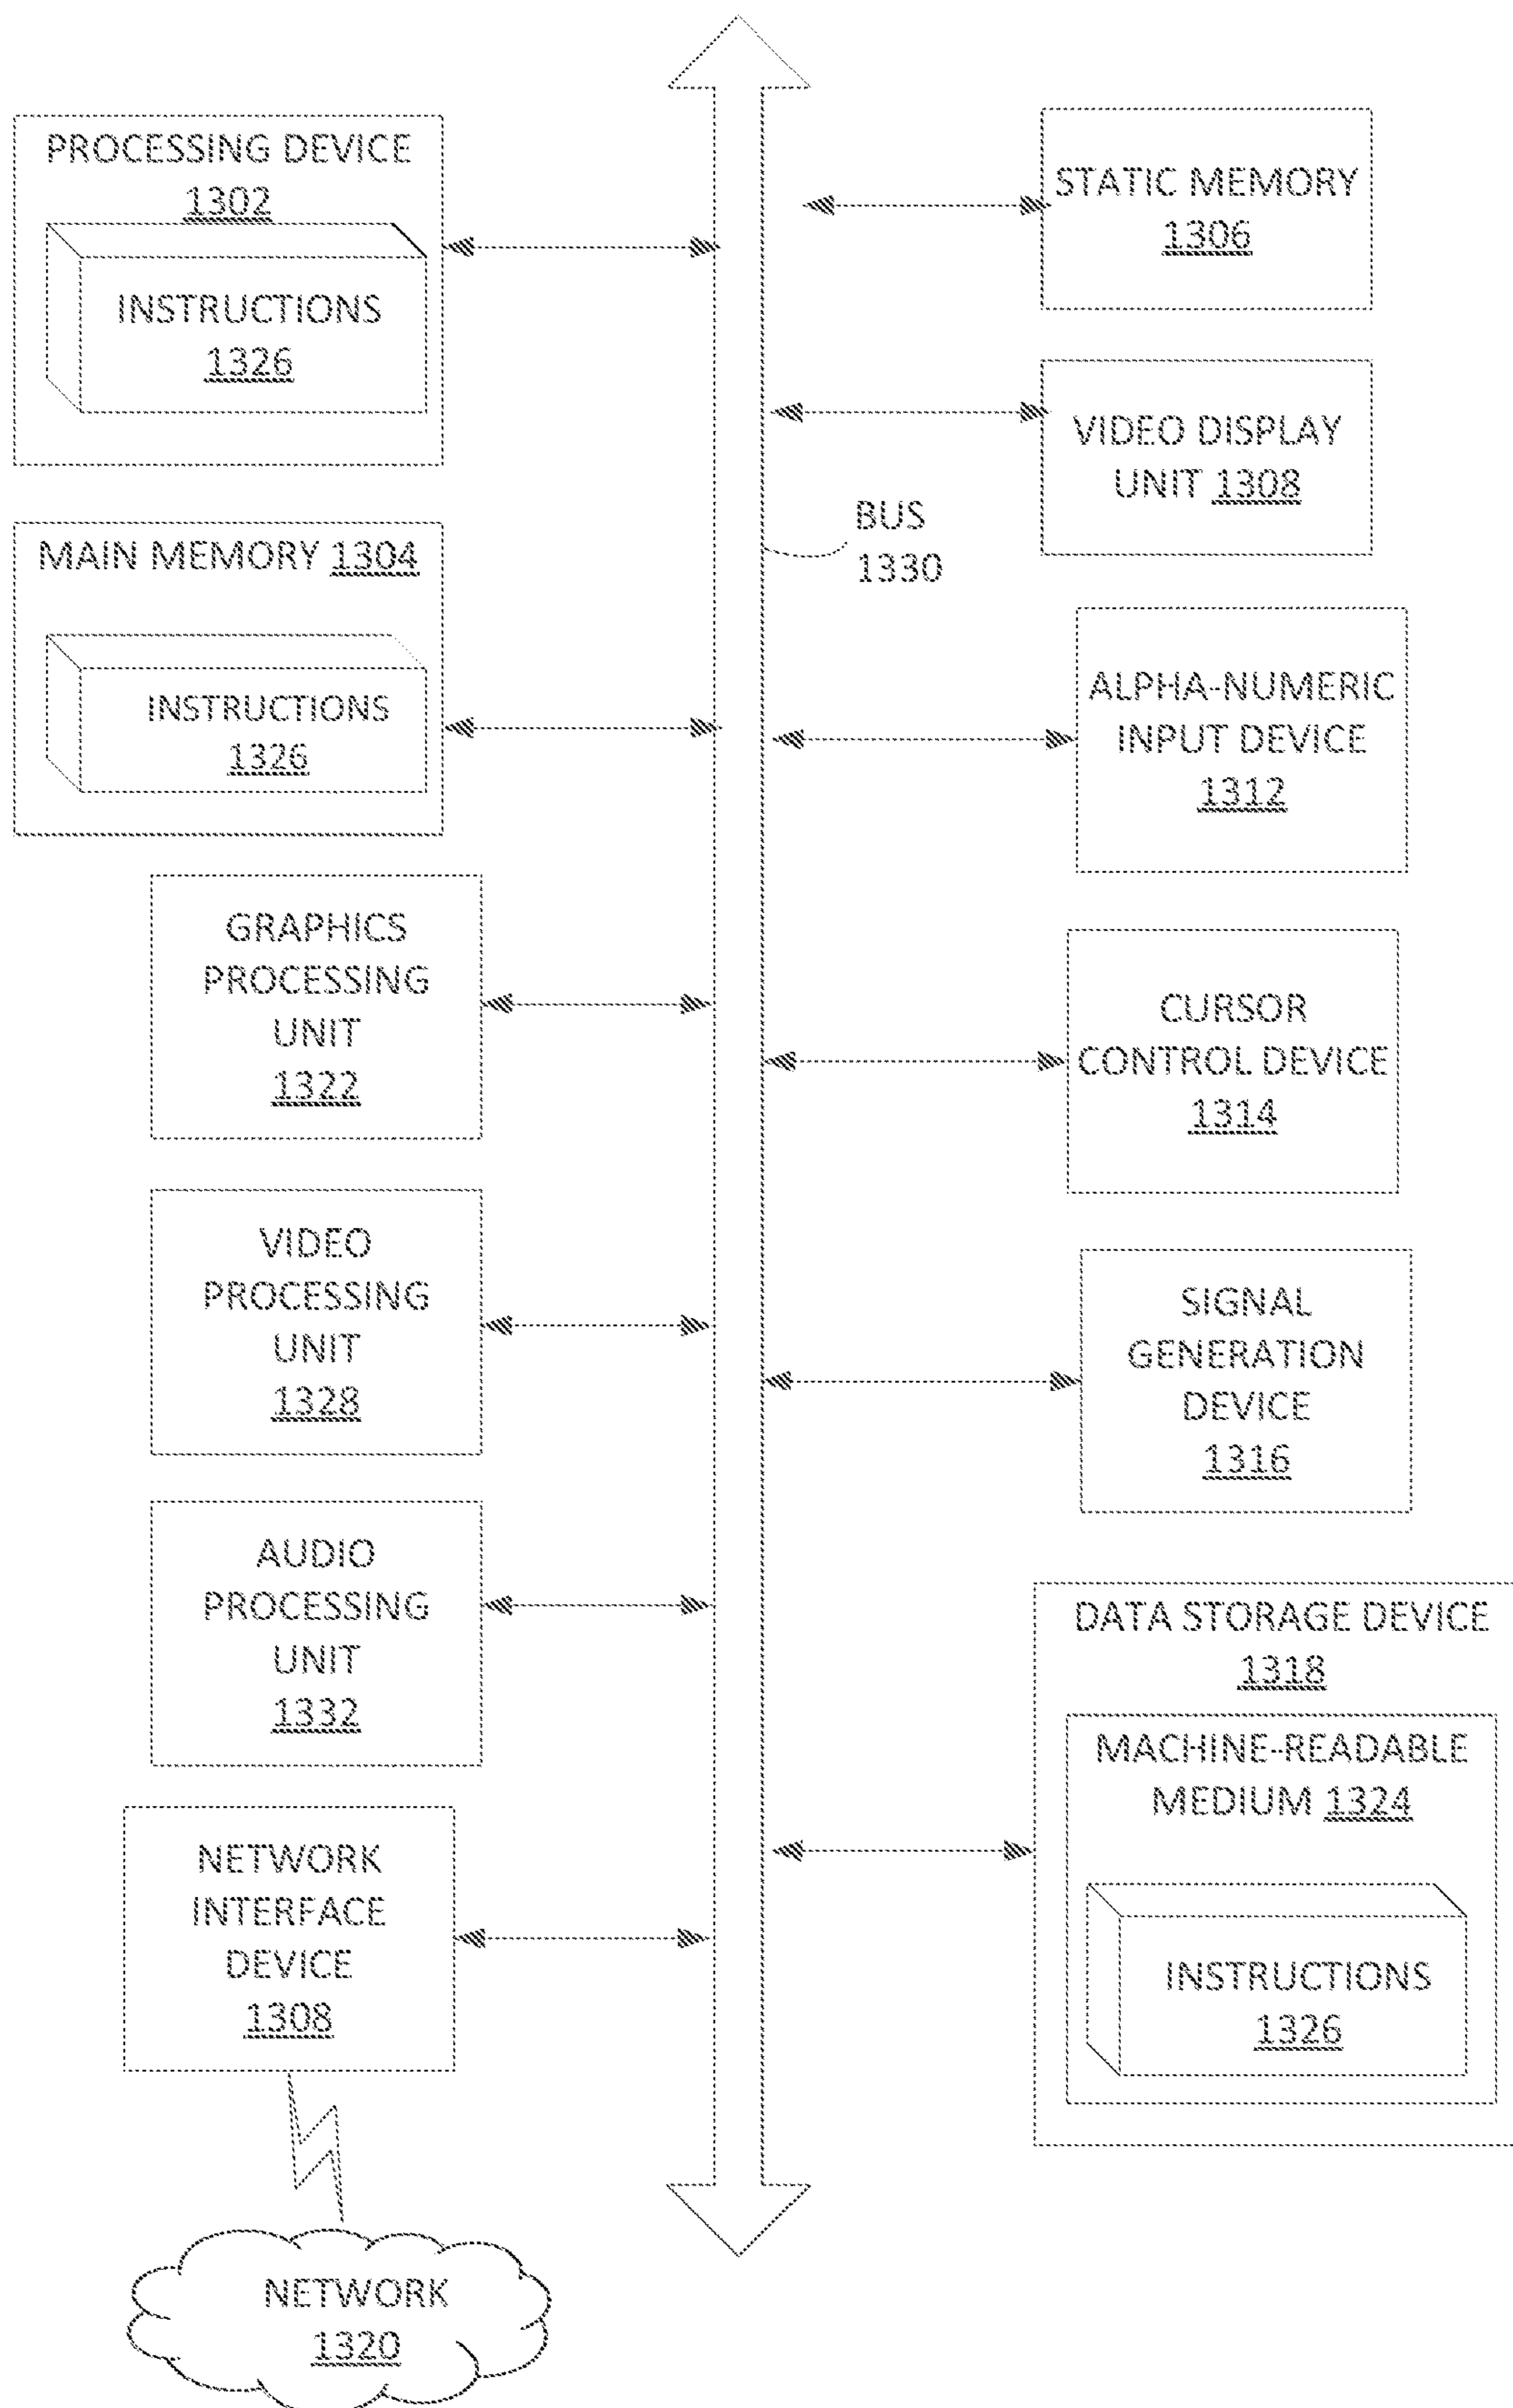 PROCESSING DEVICE
1302
INSTRUCTIONS
1326
MAIN MEMORY 1304
INSTRUCTIONS
1326
GRAPHICS
PROCESSING
UNIT
1322
VIDEO
PROCESSING
UNIT
1328
AUDIO
PROCESSING
UNIT
1332
NETWORK
INTERFACE
DEVICE
1308
NETWORK
1320
BUS
1330
STATIC MEMORY
1306
VIDEO DISPLAY
UNIT 1308
ALPHA-NUMERIC
INPUT DEVICE
1312
CURSOR
CONTROL DEVICE
1314
SIGNAL
GENERATION
DEVICE
1316
DATA STORAGE DEVICE
1318
MACHINE-READABLE
MEDIUM 1324
INSTRUCTIONS
1326